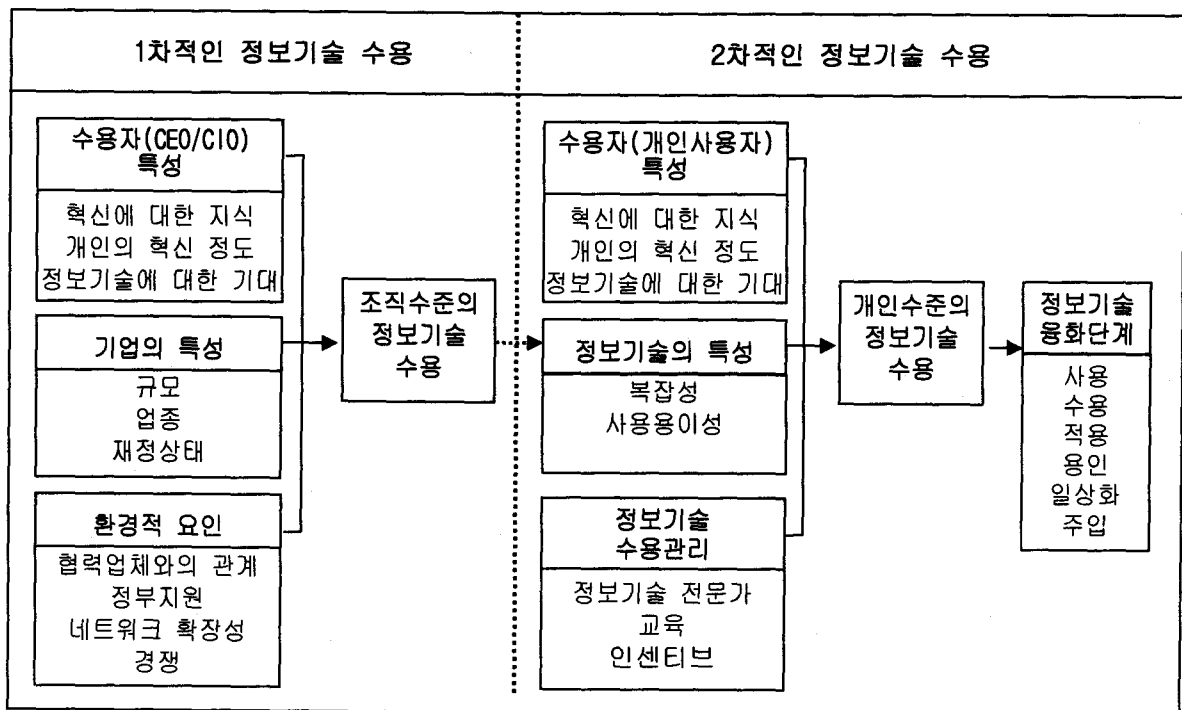 1차적인 정보기술 수용
2차적인 정보기술 수용
수용자(CEO/CIO)
특성
혁신에 대한 지식
개인의 혁신 정도
정보기술에 대한 기대
기업의 특성
규모
업종
재정상태
환경적 요인
협력업체와의 관계
정부지원
네트워크 확장성
경쟁
조직수준의
정보기술
수용
수용자(개인사용자)
특성
혁신에 대한 지식
개인의 혁신 정도
정보기술에 대한 기대
정보기술의 특성
복잡성
사용용이성
정보기술
수용관리
정보기술 전문가
교육
인센티브
개인수준의
정보기술
수용
정보기술
융화단계
사용
수용
적용
용인
일상화
주입